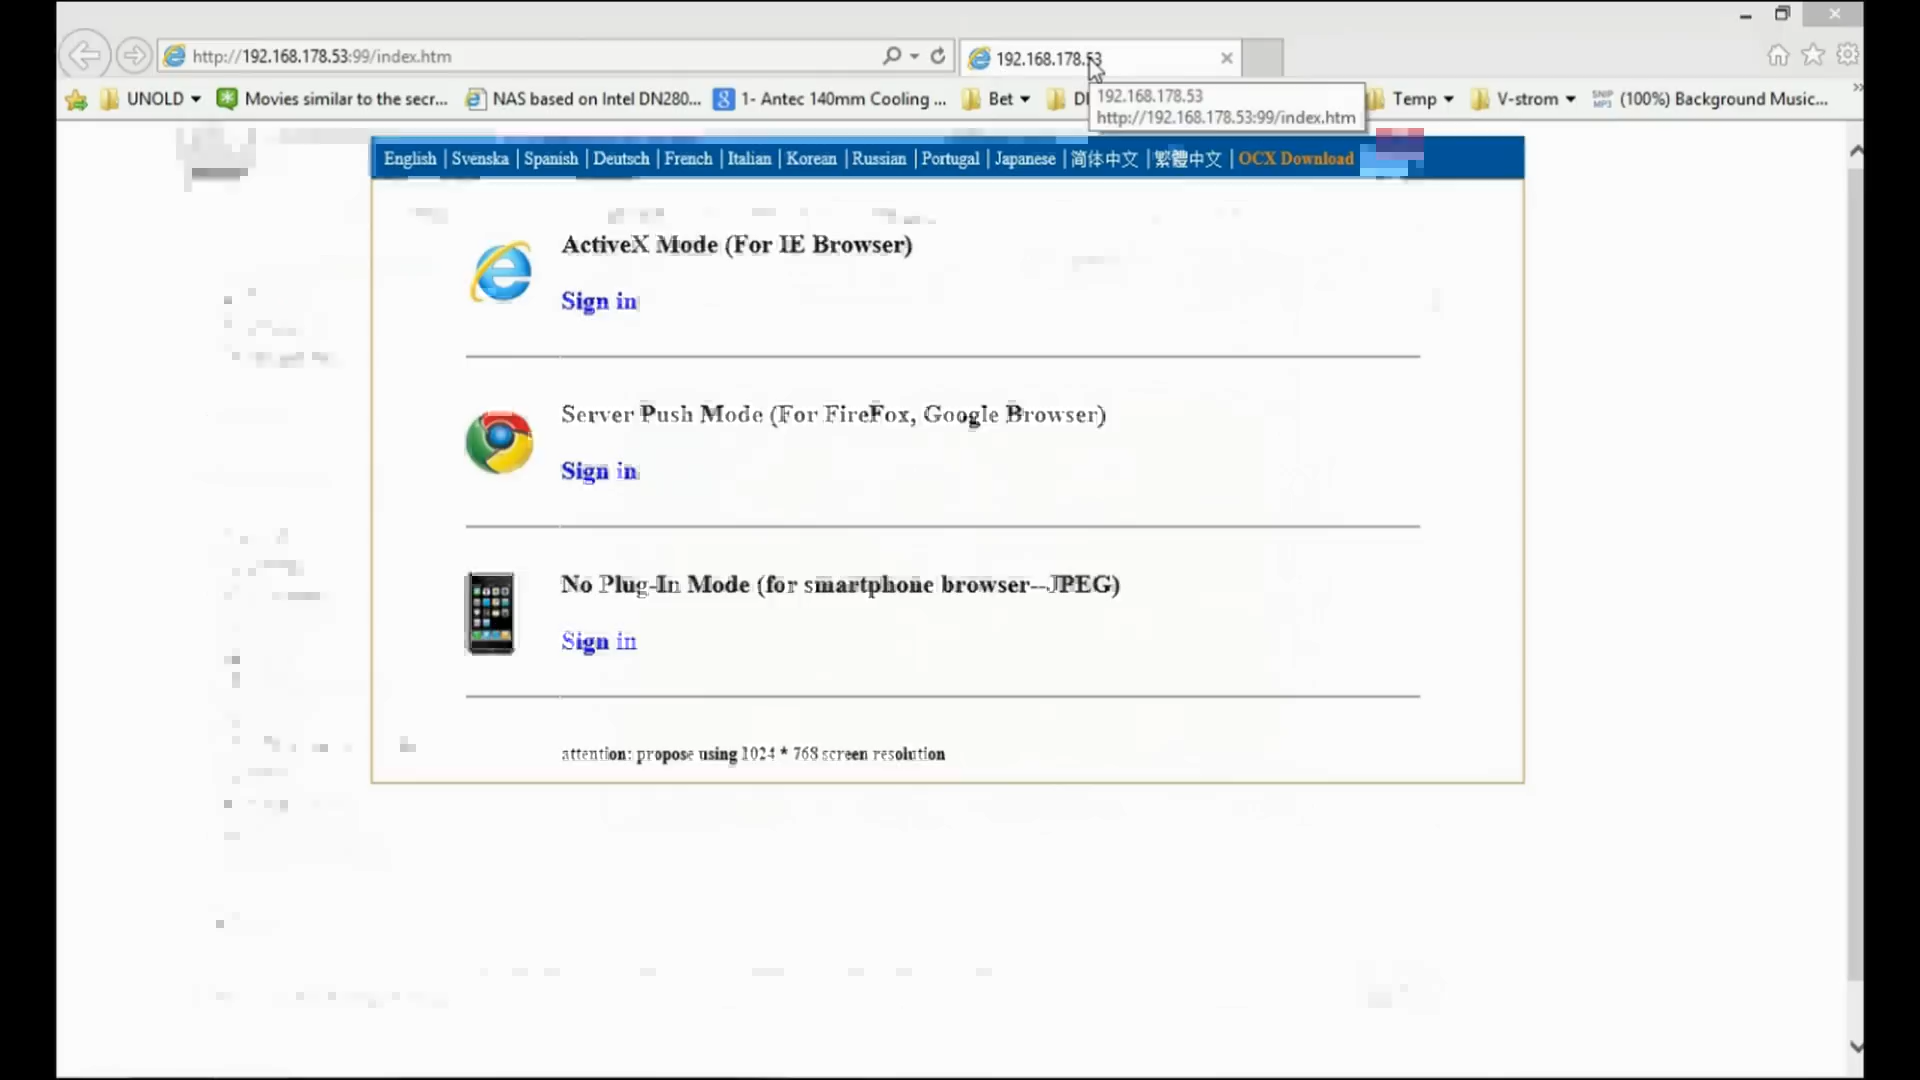 http://192.168.178.53:99/index.htm
192.168.178.53
UNOLD
Movies similar to the secr...
NAS based on Intel DN280...
1- Antec 140mm Cooling ...
Bet
Temp
V-strom
(100%) Background Music...
192.168.178.53
http://192.168.178.53:99/index.htm
English | Svenska | Spanish | Deutsch | French | Italian | Korean | Russian | Portugal | Japanese | 简体中文 | 繁體中文 | OCX Download
ActiveX Mode (For IE Browser)
Sign in
Server Push Mode (For FireFox, Google Browser)
Sign in
No Plug-In Mode (for smartphone browser--JPEG)
Sign in
attention: propose using 1024 * 768 screen resolution